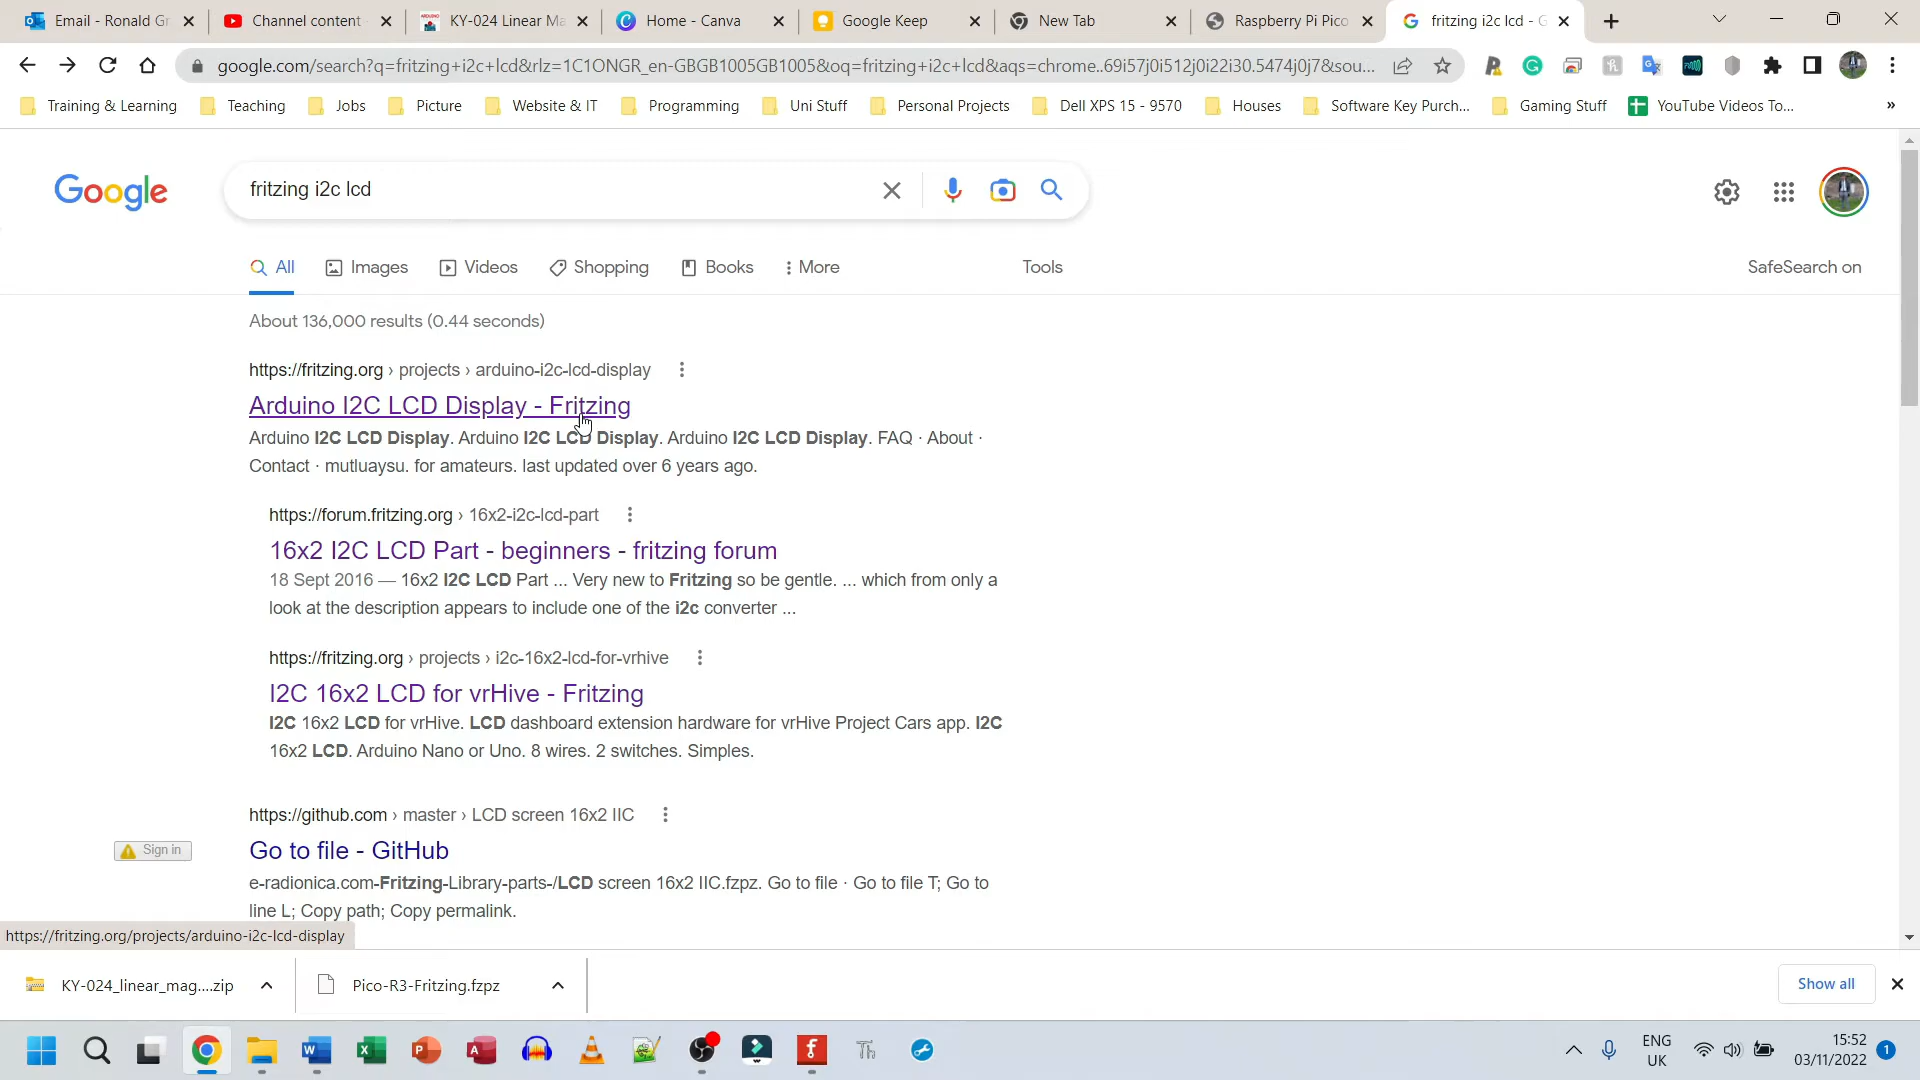 Email - Ronald Gr
Channel content
KY-024 Linear Ma
Home - Canva
Google Keep
New Tab
Raspberry Pi Pico
fritzing i2c lcd - G
google.com/search?q=fritzing+i2c+lcd&rlz=1C1ONGR_en-GBGB1005GB1005&oq=fritzing+i2c+lcd&aqs=chrome..69i57j0i512j0i22i30.5474j0j7&sou...
Training & Learning
Teaching
Jobs
Picture
Website & IT
Programming
Uni Stuff
Personal Projects
Dell XPS 15 - 9570
Houses
Software Key Purch...
Gaming Stuff
YouTube Videos To...
»
Google
fritzing i2c lcd
All
Images
Videos
Shopping
Books
More
Tools
SafeSearch on
About 136,000 results (0.44 seconds)
https://fritzing.org › projects › arduino-i2c-lcd-display
Arduino I2C LCD Display - Fritzing
Arduino I2C LCD Display. Arduino I2C LCD Display. Arduino I2C LCD Display. FAQ · About ·
Contact · mutluaysu. for amateurs. last updated over 6 years ago.
https://forum.fritzing.org › 16x2-i2c-lcd-part
16x2 I2C LCD Part - beginners - fritzing forum
18 Sept 2016 — 16x2 I2C LCD Part ... Very new to Fritzing so be gentle. ... which from only a
look at the description appears to include one of the i2c converter ...
https://fritzing.org › projects › i2c-16x2-lcd-for-vrhive
I2C 16x2 LCD for vrHive - Fritzing
I2C 16x2 LCD for vrHive. LCD dashboard extension hardware for vrHive Project Cars app. I2C
16x2 LCD. Arduino Nano or Uno. 8 wires. 2 switches. Simples.
https://github.com › master › LCD screen 16x2 IIC
Sign in
Go to file - GitHub
e-radionica.com-Fritzing-Library-parts-/LCD screen 16x2 IIC.fzpz. Go to file · Go to file T; Go to
line L; Copy path; Copy permalink.
https://fritzing.org/projects/arduino-i2c-lcd-display
KY-024_linear_mag....zip
Pico-R3-Fritzing.fzpz
Show all
ENG
UK
15:52
03/11/2022
1